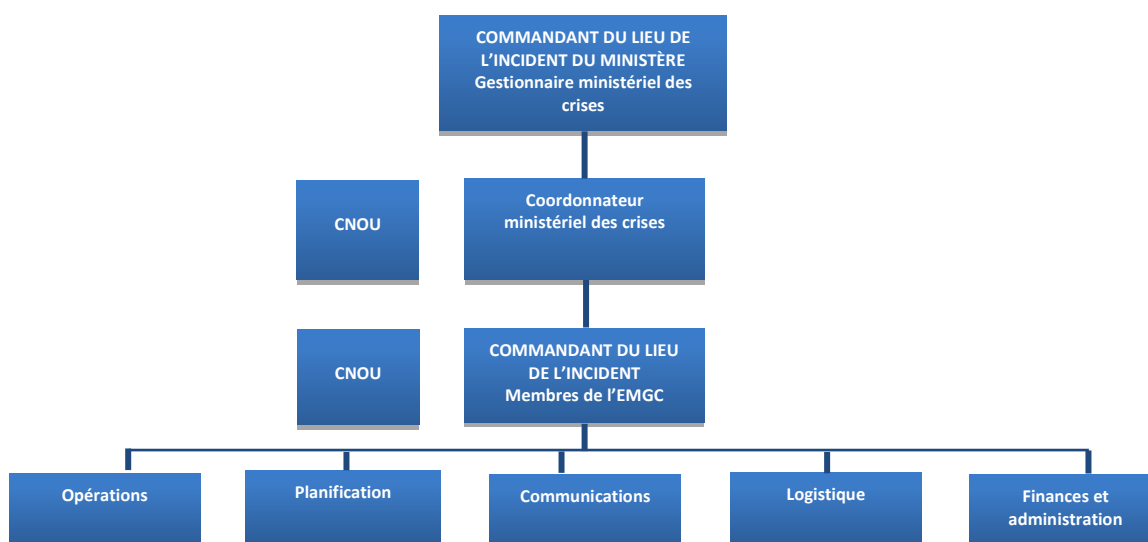 COMMANDANT DU LIEU DE
L’INCIDENT DU MINISTÈRE
Gestionnaire ministériel des
crises
CNOU
Coordonnateur
ministériel des crises
CNOU
COMMANDANT DU LIEU
DE L’INCIDENT
Membres de l’EMGC
Opérations
Planification
Communications
Logistique
Finances et
administration